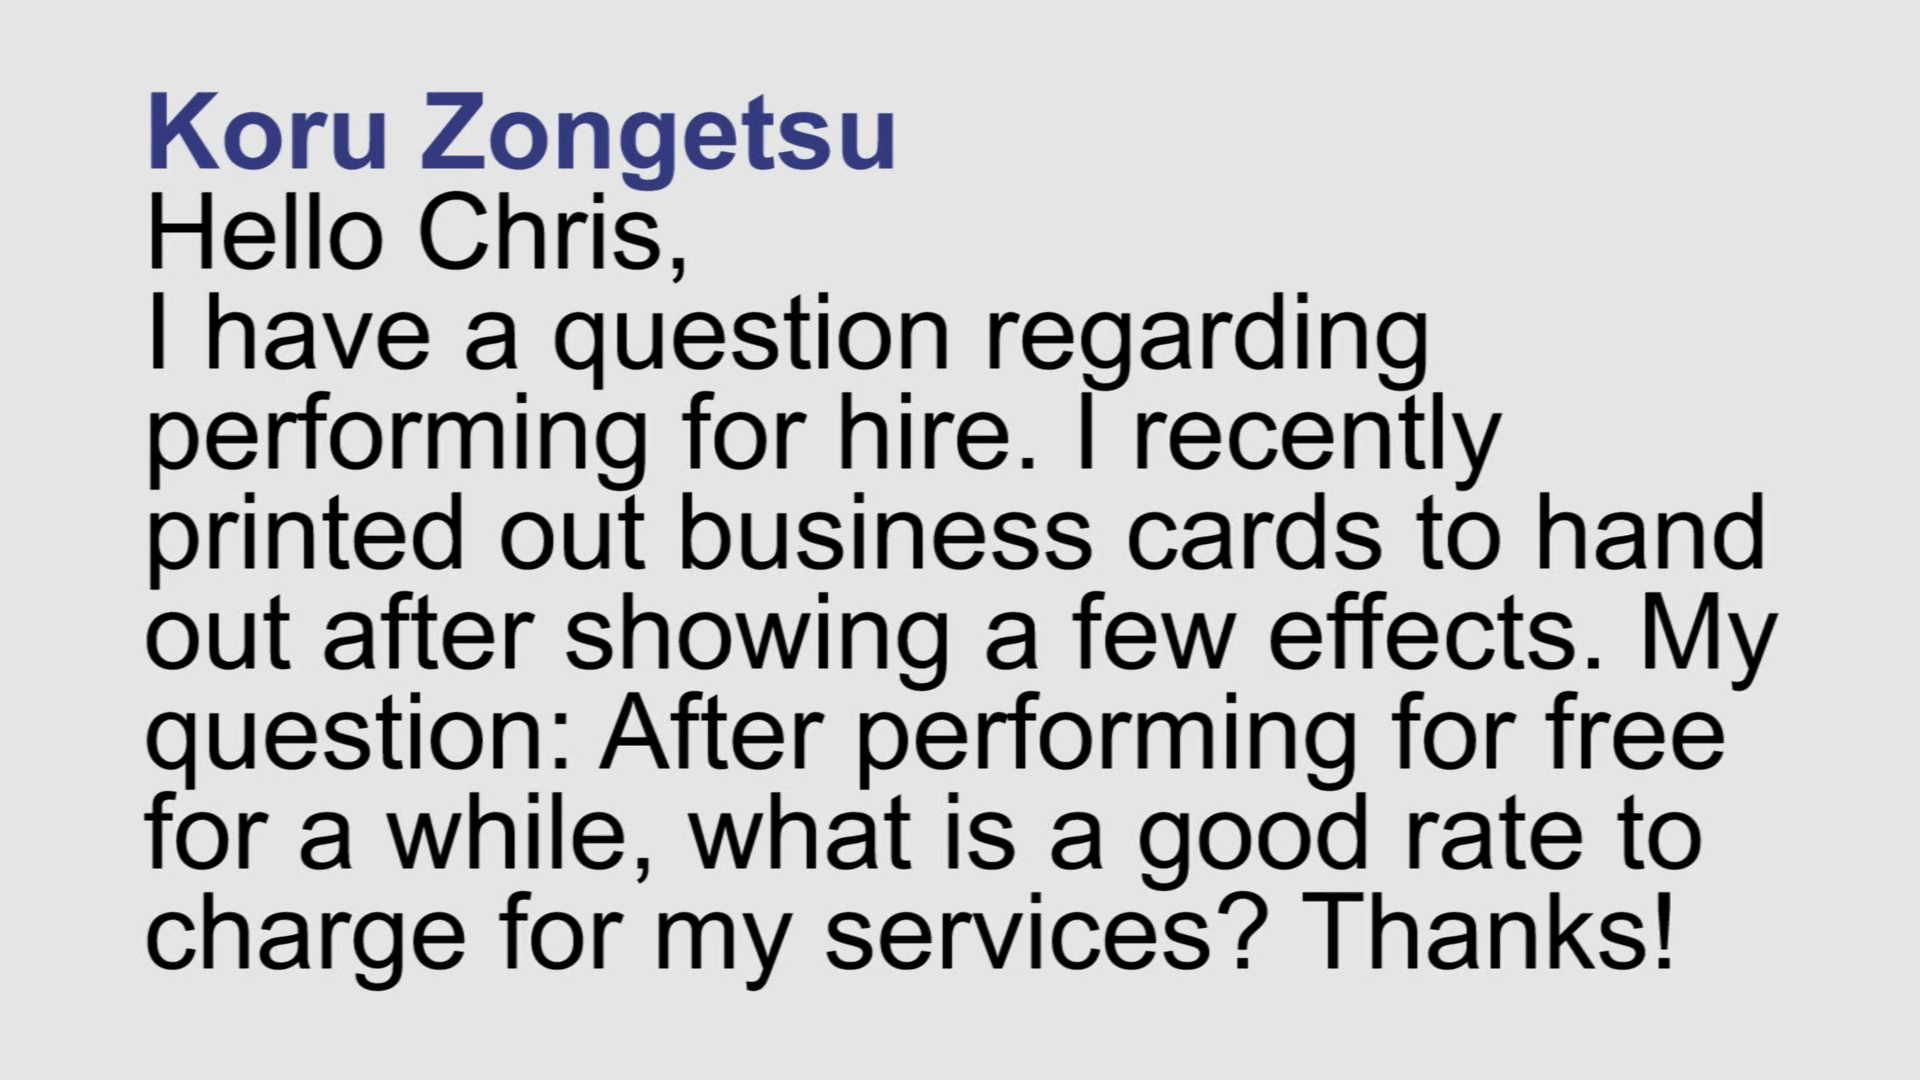 Koru Zongetsu
Hello Chris,
I have a question regarding
performing for hire. I recently
printed out business cards to hand
out after showing a few effects. My
question: After performing for free
for a while, what is a good rate to
charge for my services? Thanks!